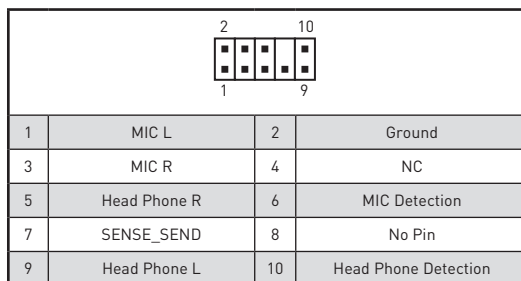 2 10
1 9
1 MIC L 2 Ground
3 MIC R 4 NC
5 Head Phone R 6 MIC Detection
7 SENSE_SEND 8 No Pin
9 Head Phone L 10 Head Phone Detection